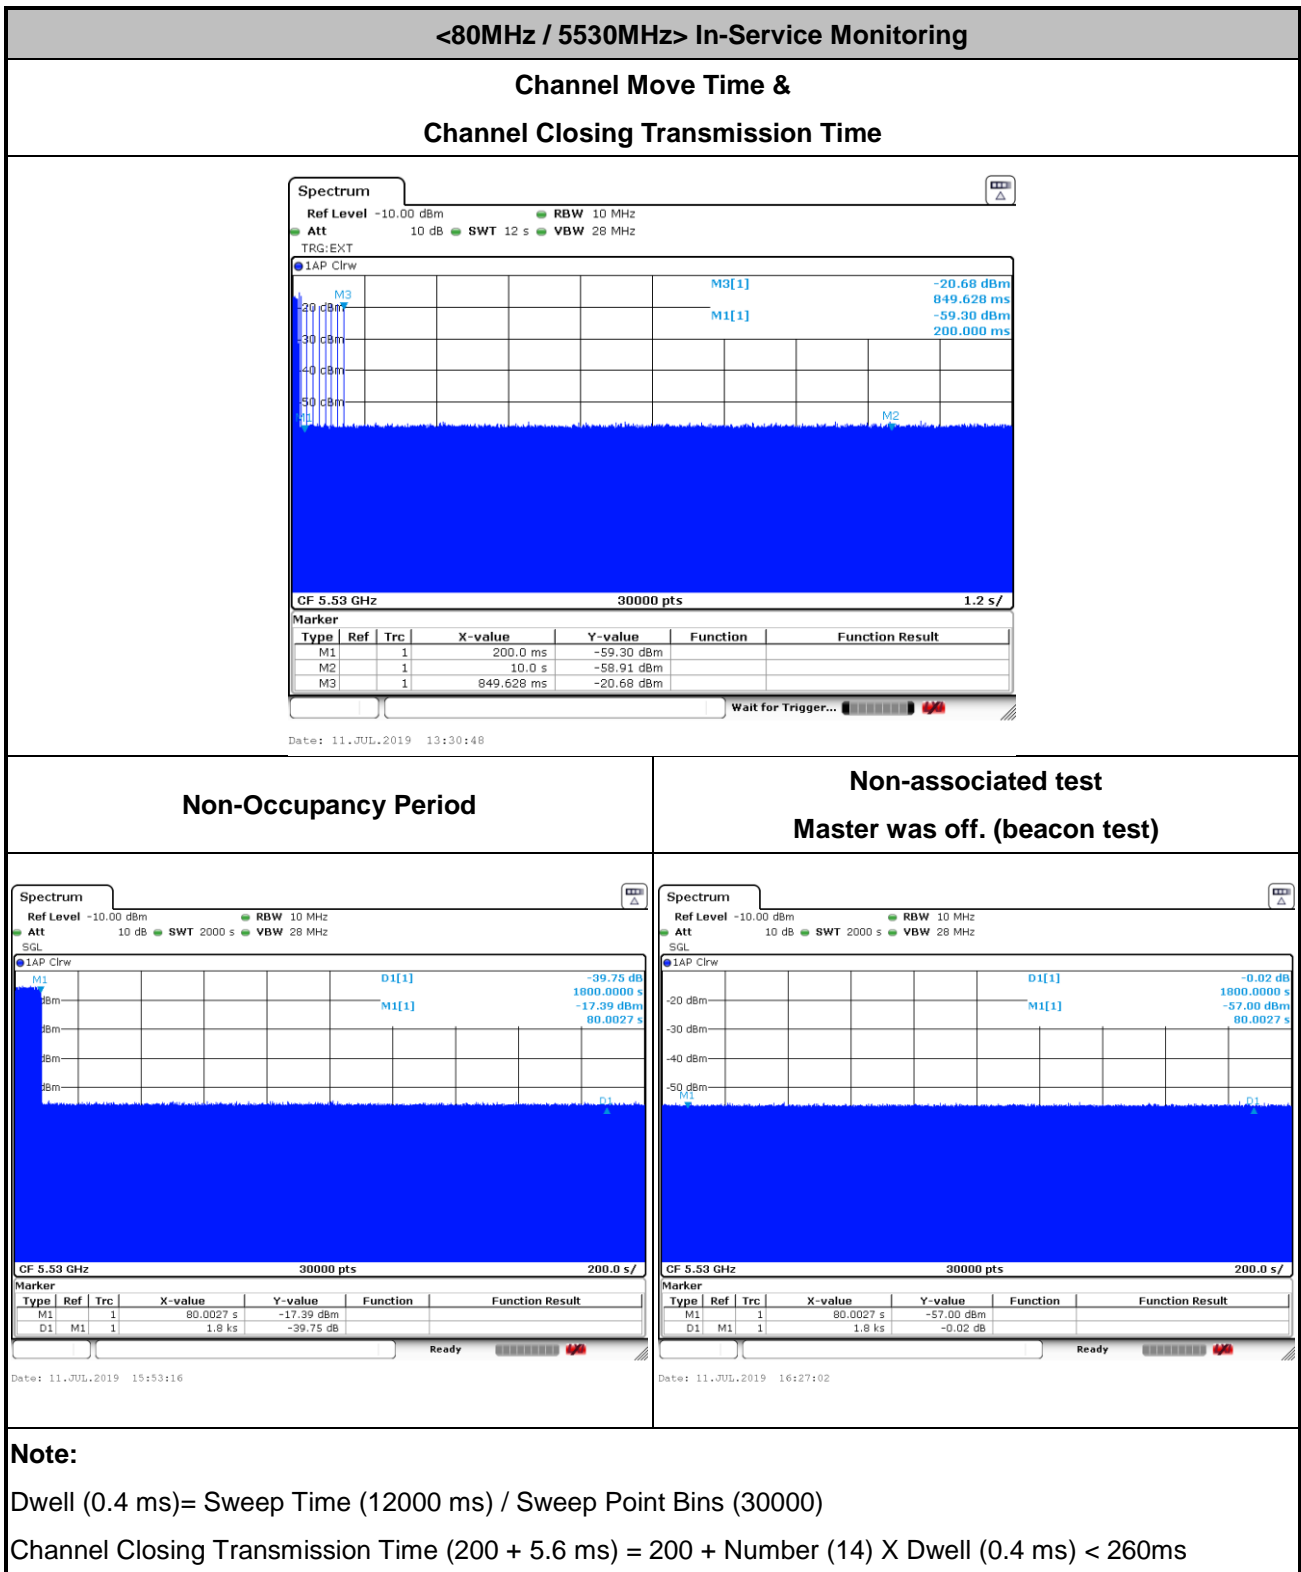 <80MHz / 5530MHz> In-Service Monitoring
Channel Move Time &
Channel Closing Transmission Time
Spectrum
Ref Level -10.00 dBm RBW 10 MHz
Att 10 dB SWT 12 s VBW 28 MHz
TRG:EXT
1AP Clrw
M3[1] -20.68 dBm
849.628 ms
M1[1] -59.30 dBm
200.000 ms
M3
-20 dBm
-30 dBm
-40 dBm
-50 dBm
M1
M2
CF 5.53 GHz 30000 pts 1.2 s/
Marker
Type Ref Trc X-value Y-value Function Function Result
M1 1 200.0 ms -59.30 dBm
M2 1 10.0 s -58.91 dBm
M3 1 849.628 ms -20.68 dBm
Wait for Trigger...
Date: 11.JUL.2019 13:30:48
Non-Occupancy Period
Non-associated test
Master was off. (beacon test)
Spectrum
Ref Level -10.00 dBm RBW 10 MHz
Att 10 dB SWT 2000 s VBW 28 MHz
SGL
1AP Clrw
D1[1] -39.75 dB
1800.0000 s
M1[1] -17.39 dBm
80.0027 s
M1
dBm
dBm
dBm
dBm
D1
CF 5.53 GHz 30000 pts 200.0 s/
Marker
Type Ref Trc X-value Y-value Function Function Result
M1 1 80.0027 s -17.39 dBm
D1 M1 1 1.8 ks -39.75 dB
Ready
Date: 11.JUL.2019 15:53:16
Spectrum
Ref Level -10.00 dBm RBW 10 MHz
Att 10 dB SWT 2000 s VBW 28 MHz
SGL
1AP Clrw
D1[1] -0.02 dB
1800.0000 s
M1[1] -57.00 dBm
80.0027 s
-20 dBm
-30 dBm
-40 dBm
-50 dBm
M1
D1
CF 5.53 GHz 30000 pts 200.0 s/
Marker
Type Ref Trc X-value Y-value Function Function Result
M1 1 80.0027 s -57.00 dBm
D1 M1 1 1.8 ks -0.02 dB
Ready
Date: 11.JUL.2019 16:27:02
Note:
Dwell (0.4 ms)= Sweep Time (12000 ms) / Sweep Point Bins (30000)
Channel Closing Transmission Time (200 + 5.6 ms) = 200 + Number (14) X Dwell (0.4 ms) < 260ms